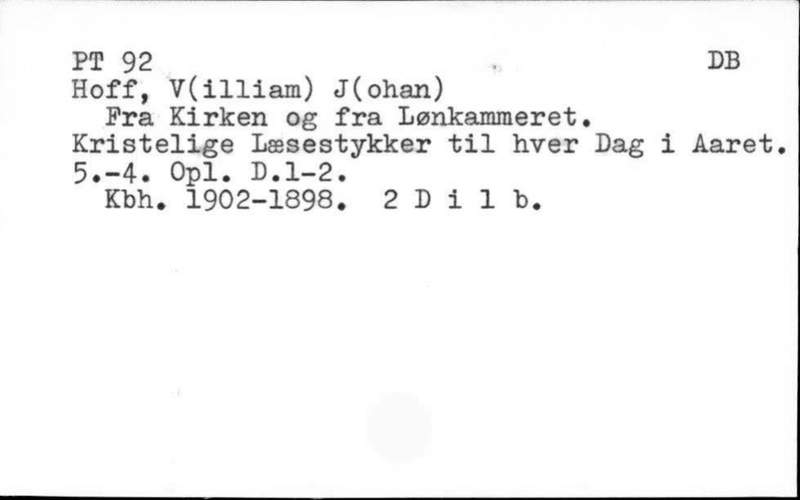 PT 92 DB
Hoff, V(illiam) J(ohan)
Fra Kirken og fra Lønkammeret.
Kristelige Læsestykker til hver Dag i Aaret.
5.-4. Opl. D.1-2.
Kbh. 1902-1898. 2 D i 1 b.